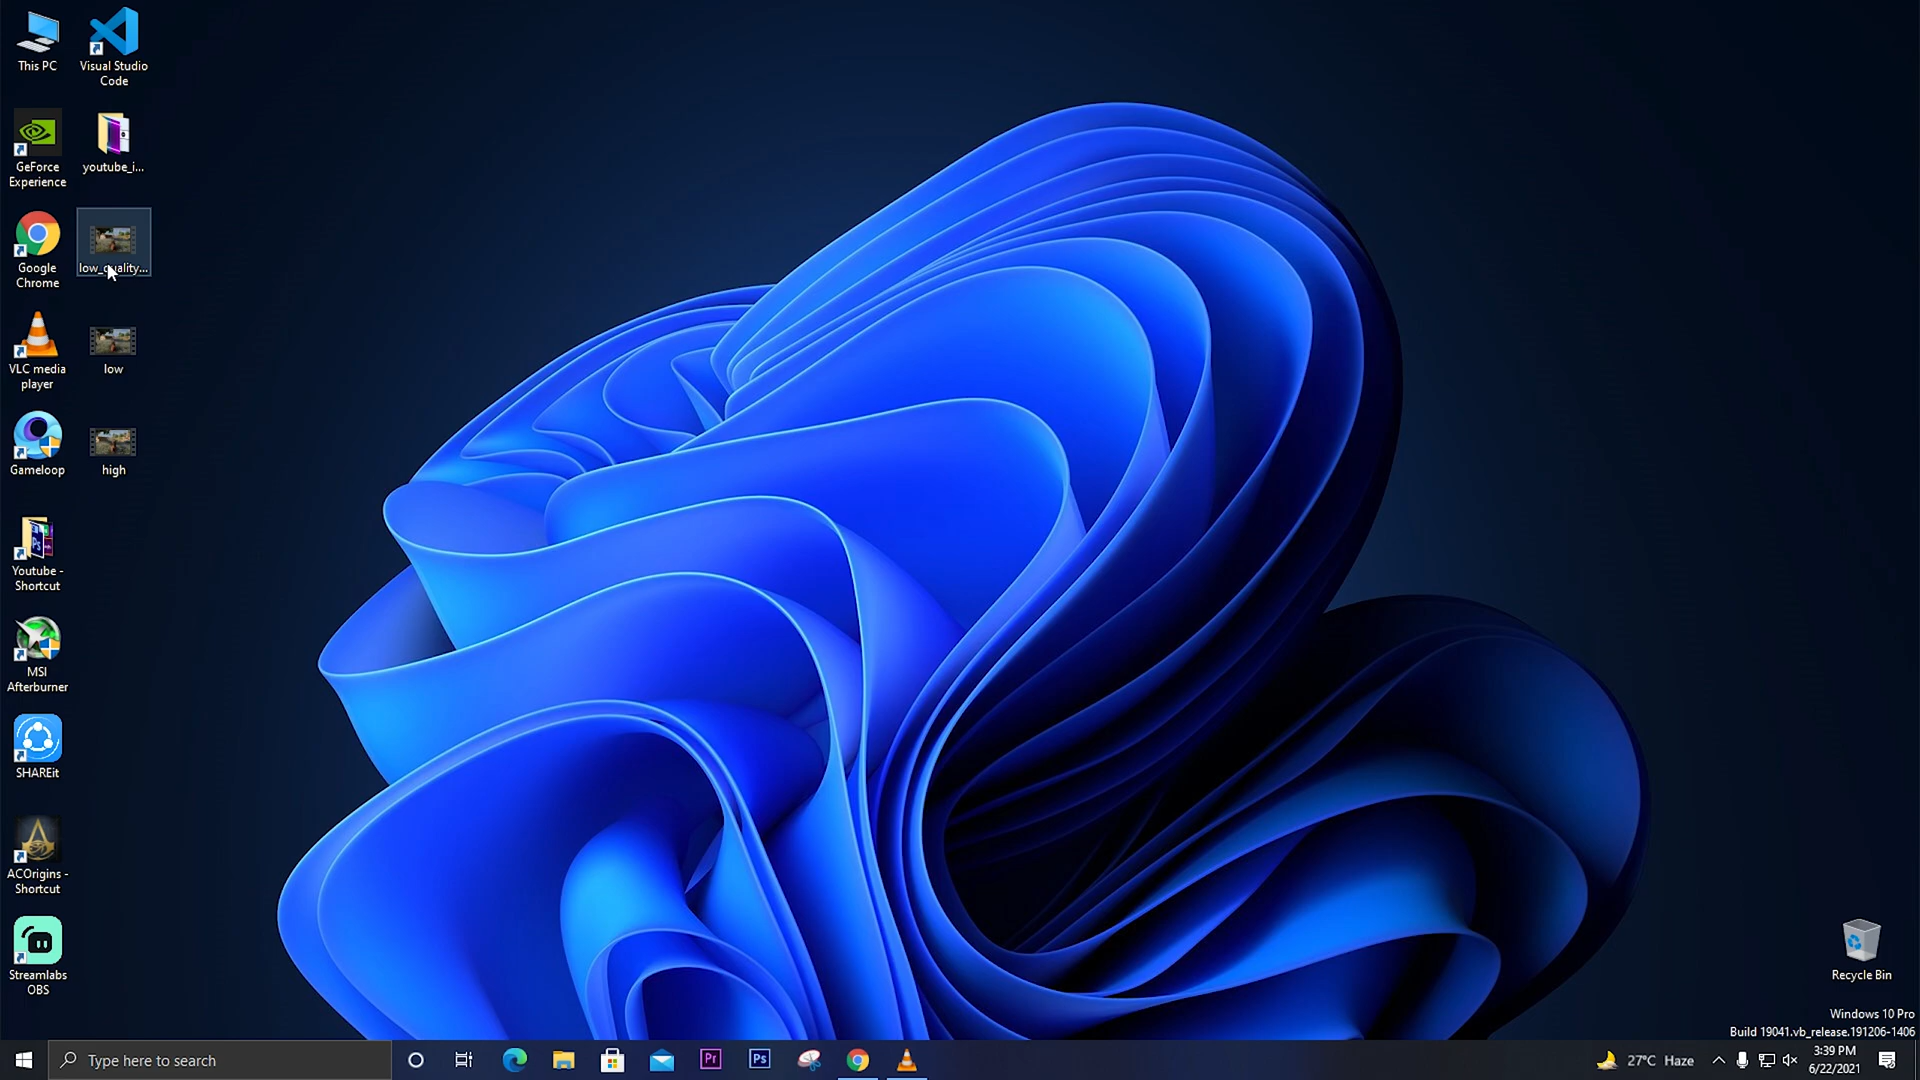 This PC
Visual Studio
Code
GeForce
Experience
youtube_i...
Google
Chrome
low_quality...
VLC media
player
low
Gameloop
high
Youtube -
Shortcut
MSI
Afterburner
SHAREit
ACOrigins -
Shortcut
Streamlabs
OBS
Recycle Bin
Windows 10 Pro
Build 19041.vb_release.191206-1406
Type here to search
Pr
Ps
27°C Haze
3:39 PM
6/22/2021